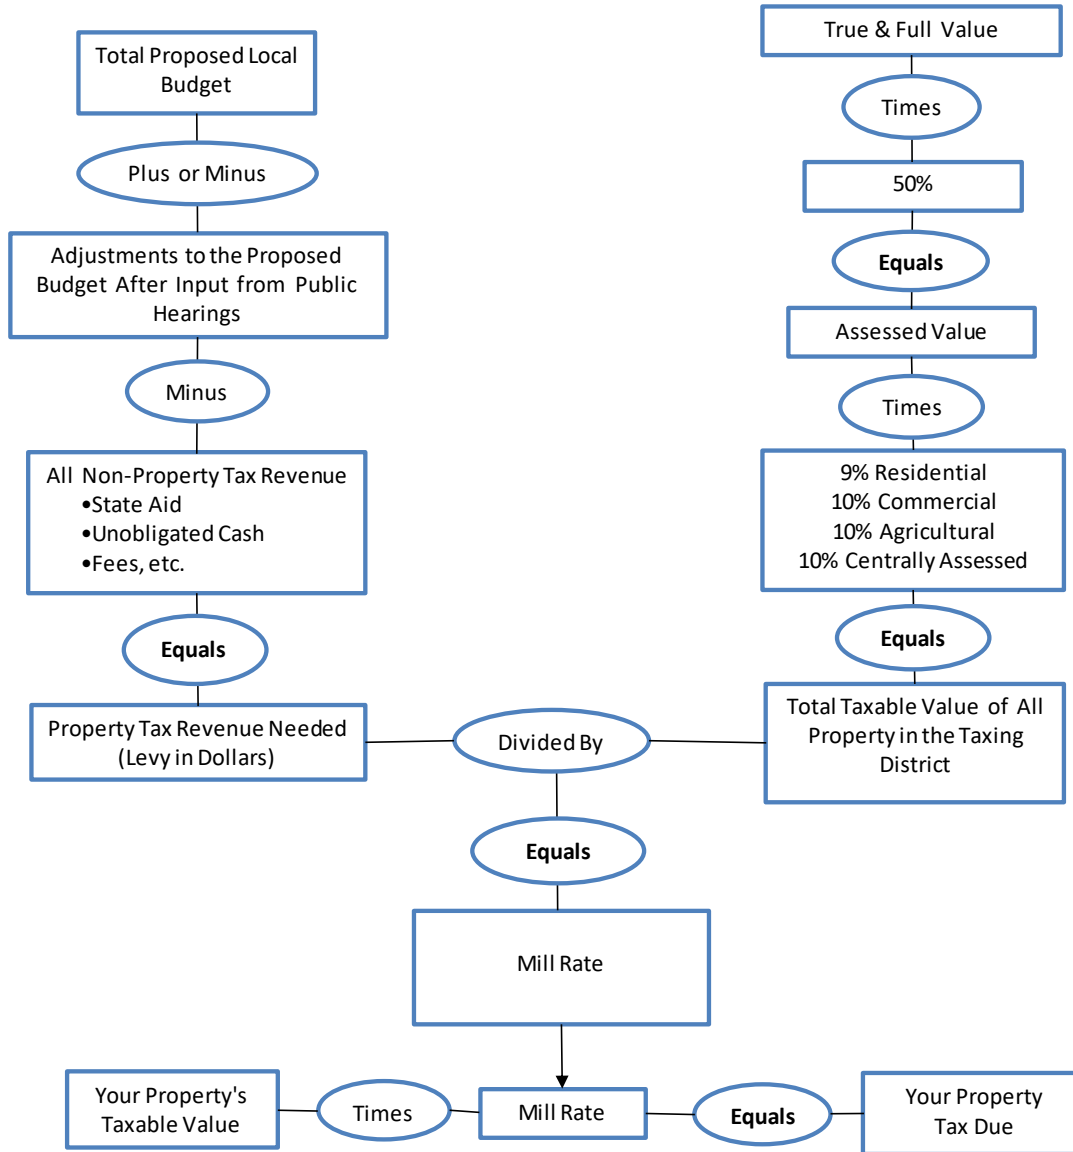 Total Proposed Local
Budget
Plus or Minus
Adjustments to the Proposed
Budget After Input from Public
Hearings
Minus
All Non-Property Tax Revenue
•State Aid
•Unobligated Cash
•Fees, etc.
Equals
Property Tax Revenue Needed
(Levy in Dollars)
True & Full Value
Times
50%
Equals
Assessed Value
Times
9% Residential
10% Commercial
10% Agricultural
10% Centrally Assessed
Equals
Total Taxable Value of All
Property in the Taxing
District
Divided By
Equals
Mill Rate
Your Property's
Taxable Value
Times
Mill Rate
Equals
Your Property
Tax Due